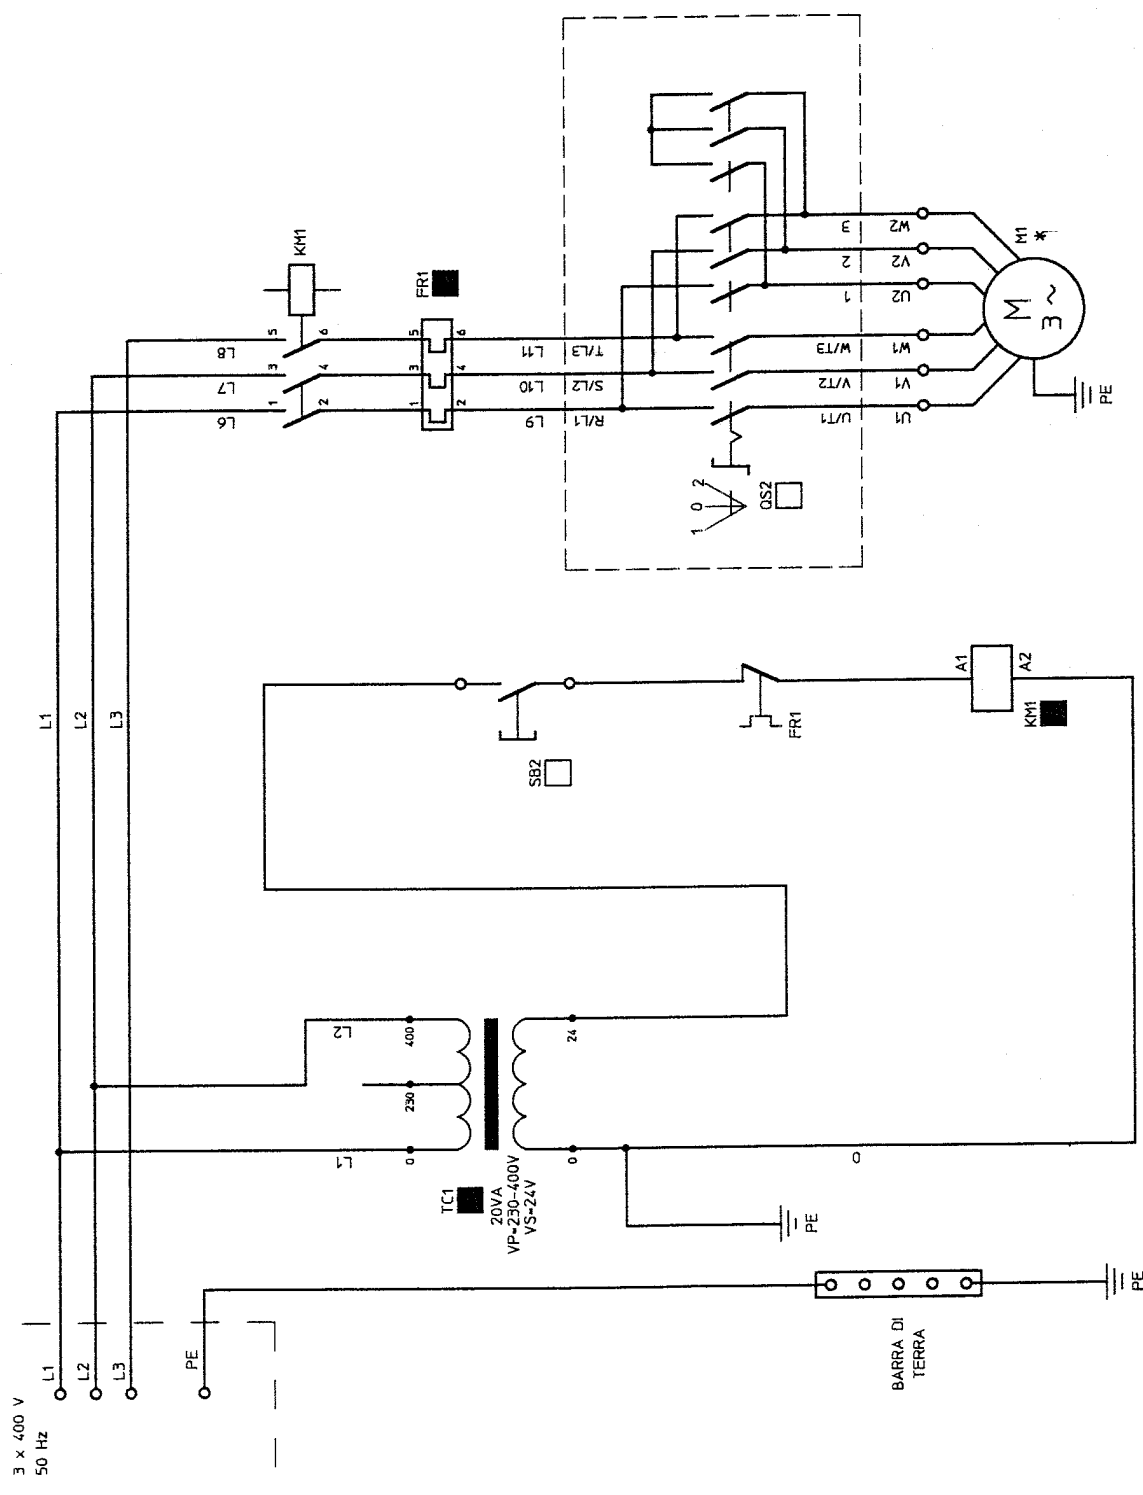 3 x 400 V
50 Hz
L1
L2
L3
PE
L1
L2
L3
L1
L2
0
230
400
TC1
20VA
VP=230-400V
VS=24V
0
24
PE
0
BARRA DI
TERRA
PE
SB2
FR1
A1
A2
KM1
L6
L7
L8
1
3
5
2
4
6
KM1
FR1
1
3
5
2
4
6
L9
L10
L11
R/L1
S/L2
T/L3
1
0
2
QS2
U/T1
V/T2
W/T3
1
2
3
U1
V1
W1
U2
V2
W2
M1
*
M
3~
PE